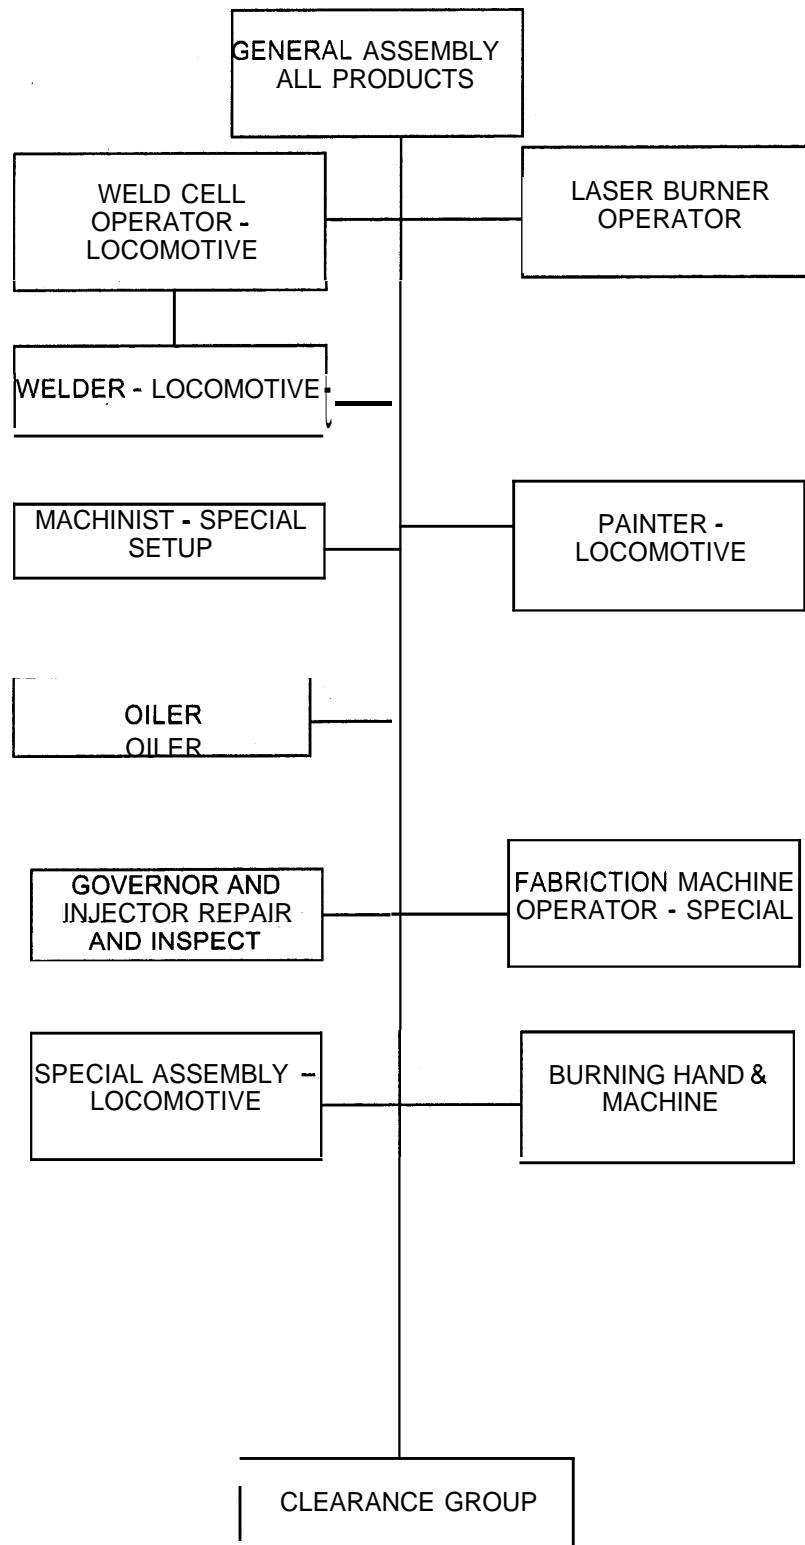 GENERAL ASSEMBLY
ALL PRODUCTS
WELD CELL
OPERATOR -
LOCOMOTIVE
LASER BURNER
OPERATOR
WELDER - LOCOMOTIVE -
MACHINIST - SPECIAL
SETUP
PAINTER -
LOCOMOTIVE
OILER
OILER
GOVERNOR AND
INJECTOR REPAIR
AND INSPECT
FABRICTION MACHINE
OPERATOR - SPECIAL
SPECIAL ASSEMBLY –
LOCOMOTIVE
BURNING HAND &
MACHINE
CLEARANCE GROUP